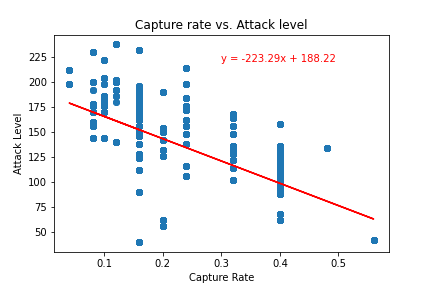 Capture rate vs. Attack level
y = -223.29x + 188.22
Attack Level
225
200
175
150
125
100
75
50
0.1 0.2 0.3 0.4 0.5
Capture Rate